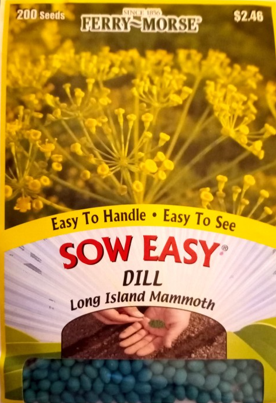 200 Seeds
SINCE 1856
FERRY-MORSE®
$2.46
Easy To Handle • Easy To See
SOW EASY®
DILL
Long Island Mammoth